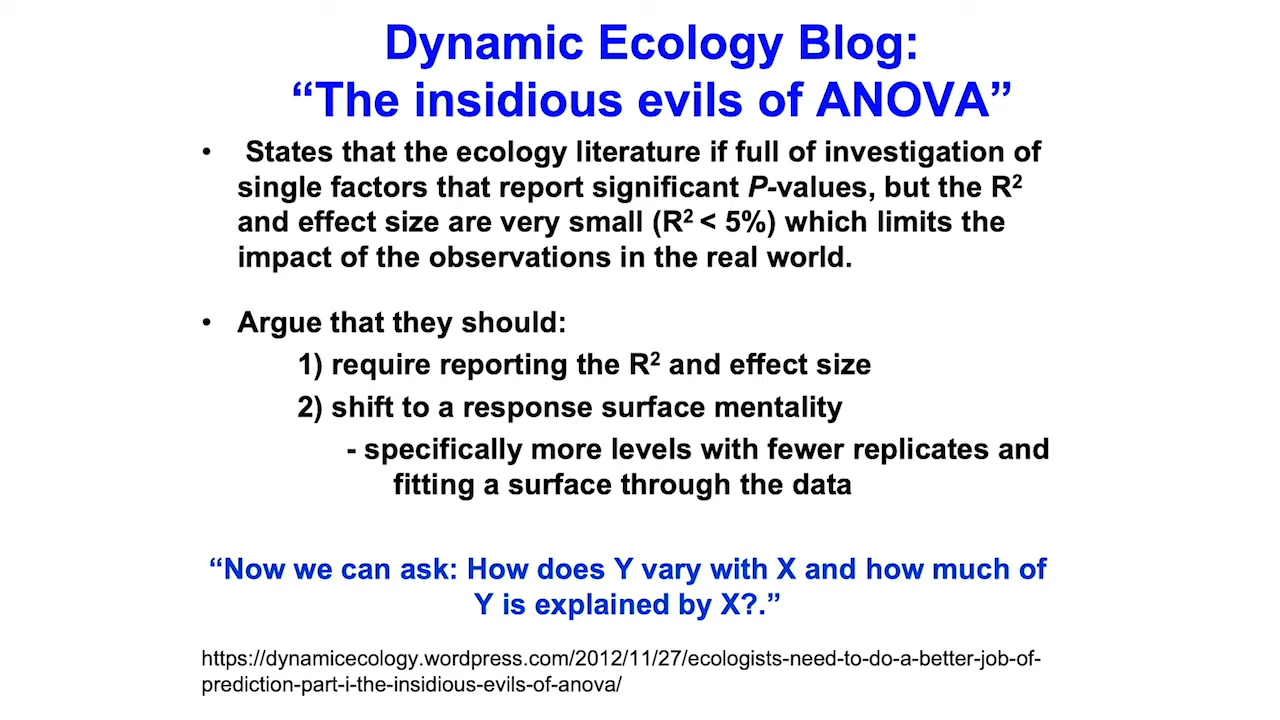 Dynamic Ecology Blog:
“The insidious evils of ANOVA”
• States that the ecology literature if full of investigation of
single factors that report significant P-values, but the R²
and effect size are very small (R² < 5%) which limits the
impact of the observations in the real world.
• Argue that they should:
1) require reporting the R² and effect size
2) shift to a response surface mentality
- specifically more levels with fewer replicates and
fitting a surface through the data
“Now we can ask: How does Y vary with X and how much of
Y is explained by X?.”
https://dynamicecology.wordpress.com/2012/11/27/ecologists-need-to-do-a-better-job-of-
prediction-part-i-the-insidious-evils-of-anova/